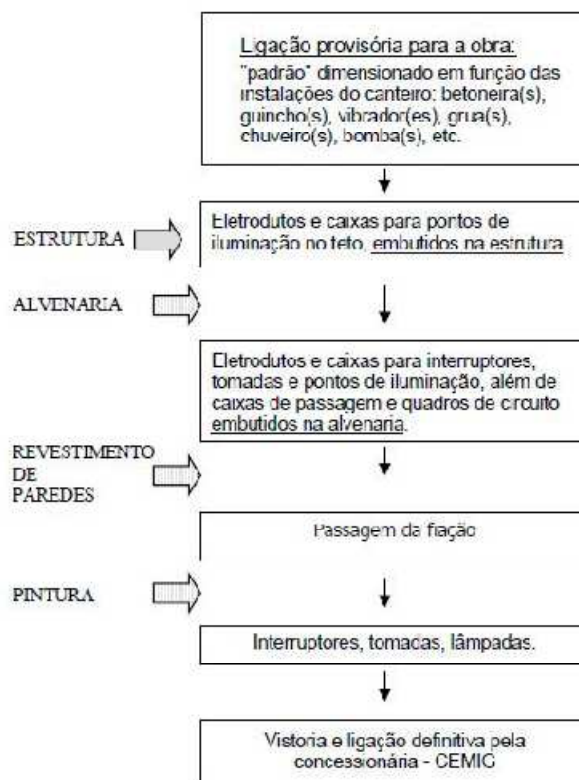 Ligação provisória para a obra:
"padrão" dimensionado em função das
instalações do canteiro: betoneira(s),
guincho(s), vibrador(es), grua(s),
chuveiro(s), bomba(s), etc.
ESTRUTURA
Eletrodutos e caixas para pontos de
iluminação no teto, embutidos na estrutura
ALVENARIA
Eletrodutos e caixas para interruptores,
tomadas e pontos de iluminação, além de
caixas de passagem e quadros de circuito
embutidos na alvenaria.
REVESTIMENTO
DE
PAREDES
Passagem da fiação
PINTURA
Interruptores, tomadas, lâmpadas.
Vistoria e ligação definitiva pela
concessionária - CEMIG